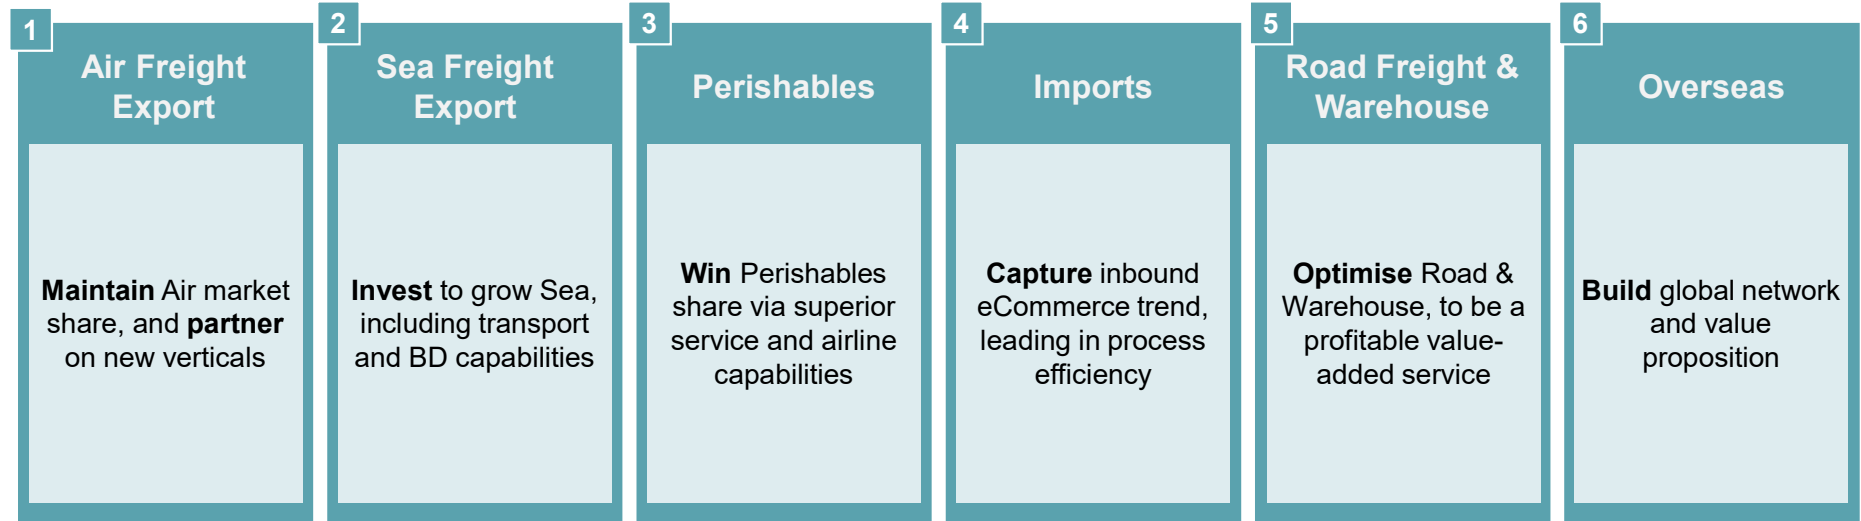 1
Air Freight
Export
Maintain Air market
share, and partner
on new verticals
2
Sea Freight
Export
Invest to grow Sea,
including transport
and BD capabilities
3
Perishables
Win Perishables
share via superior
service and airline
capabilities
4
Imports
Capture inbound
eCommerce trend,
leading in process
efficiency
5
Road Freight &
Warehouse
Optimise Road &
Warehouse, to be a
profitable value-
added service
6
Overseas
Build global network
and value
proposition